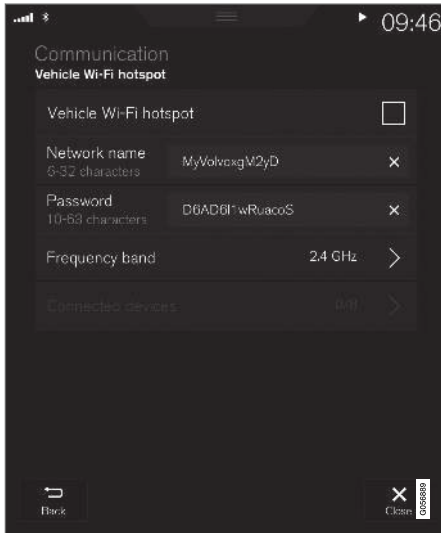 09:46
Communication
Vehicle Wi-Fi hotspot
Vehicle Wi-Fi hotspot
Network name
6-32 characters
MyVolvoxgM2yD
Password
10-63 characters
D6AD6l1wRuacoS
Frequency band 2.4 GHz
Connected devices
Back
Close
G056889